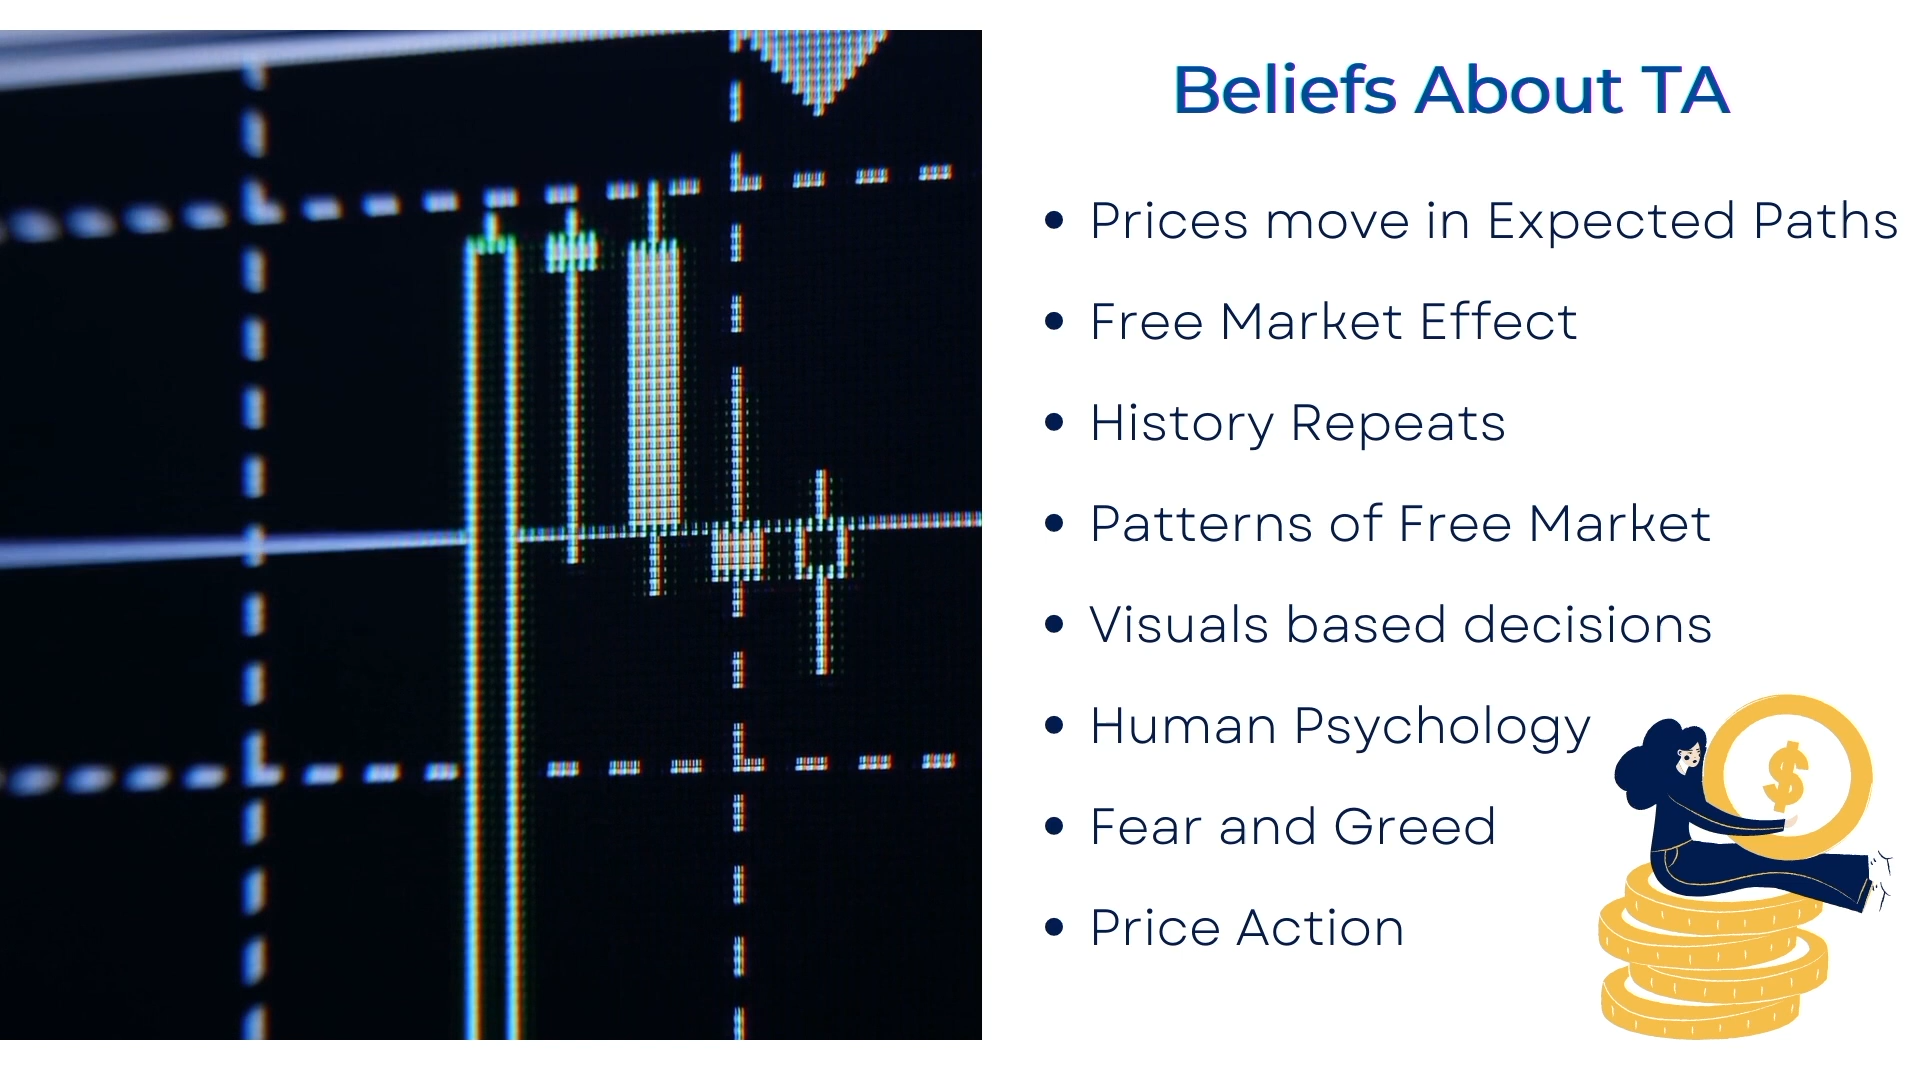 Beliefs About TA
• Prices move in Expected Paths
• Free Market Effect
• History Repeats
• Patterns of Free Market
• Visuals based decisions
• Human Psychology
• Fear and Greed
• Price Action
$